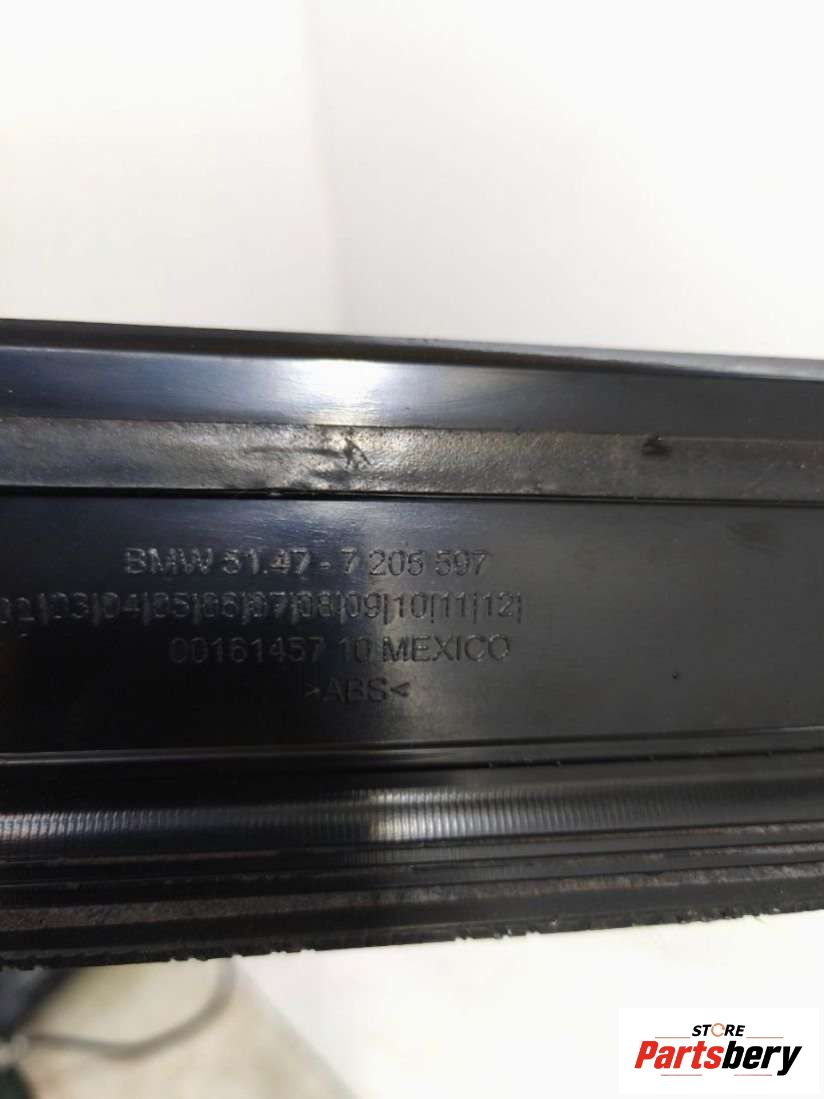 BMW 51.47 - 7 205 597
02|03|04|05|06|07|08|09|10|11|12|
00161457 10 MEXICO
>ABS<
STORE
Partsbery